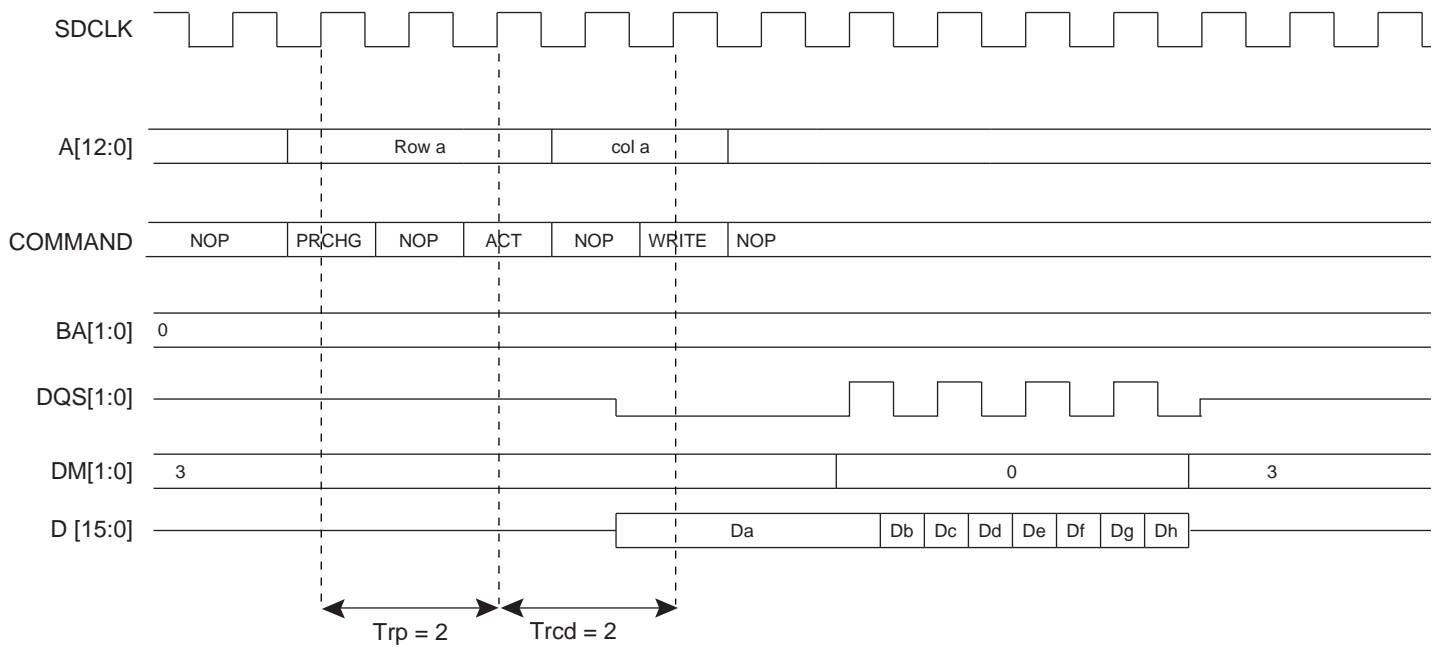 SDCLK
A[12:0] Row a col a
COMMAND NOP PRCHG NOP ACT NOP WRITE NOP
BA[1:0] 0
DQS[1:0]
DM[1:0] 3 0 3
D [15:0] Da Db Dc Dd De Df Dg Dh
Trp = 2 Trcd = 2